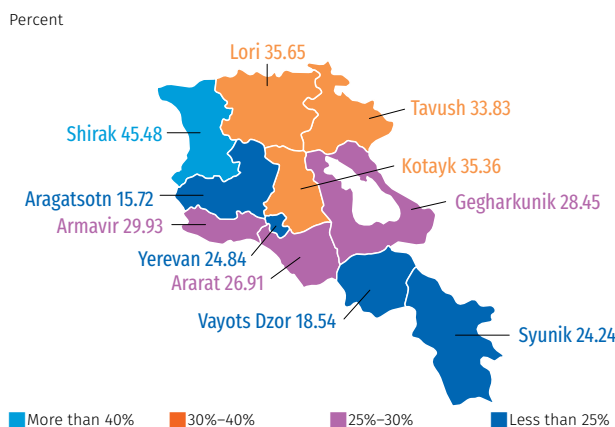 Percent
Lori 35.65
Tavush 33.83
Shirak 45.48
Kotayk 35.36
Aragatsotn 15.72
Gegharkunik 28.45
Armavir 29.93
Yerevan 24.84
Ararat 26.91
Vayots Dzor 18.54
Syunik 24.24
More than 40% 30%–40% 25%–30% Less than 25%